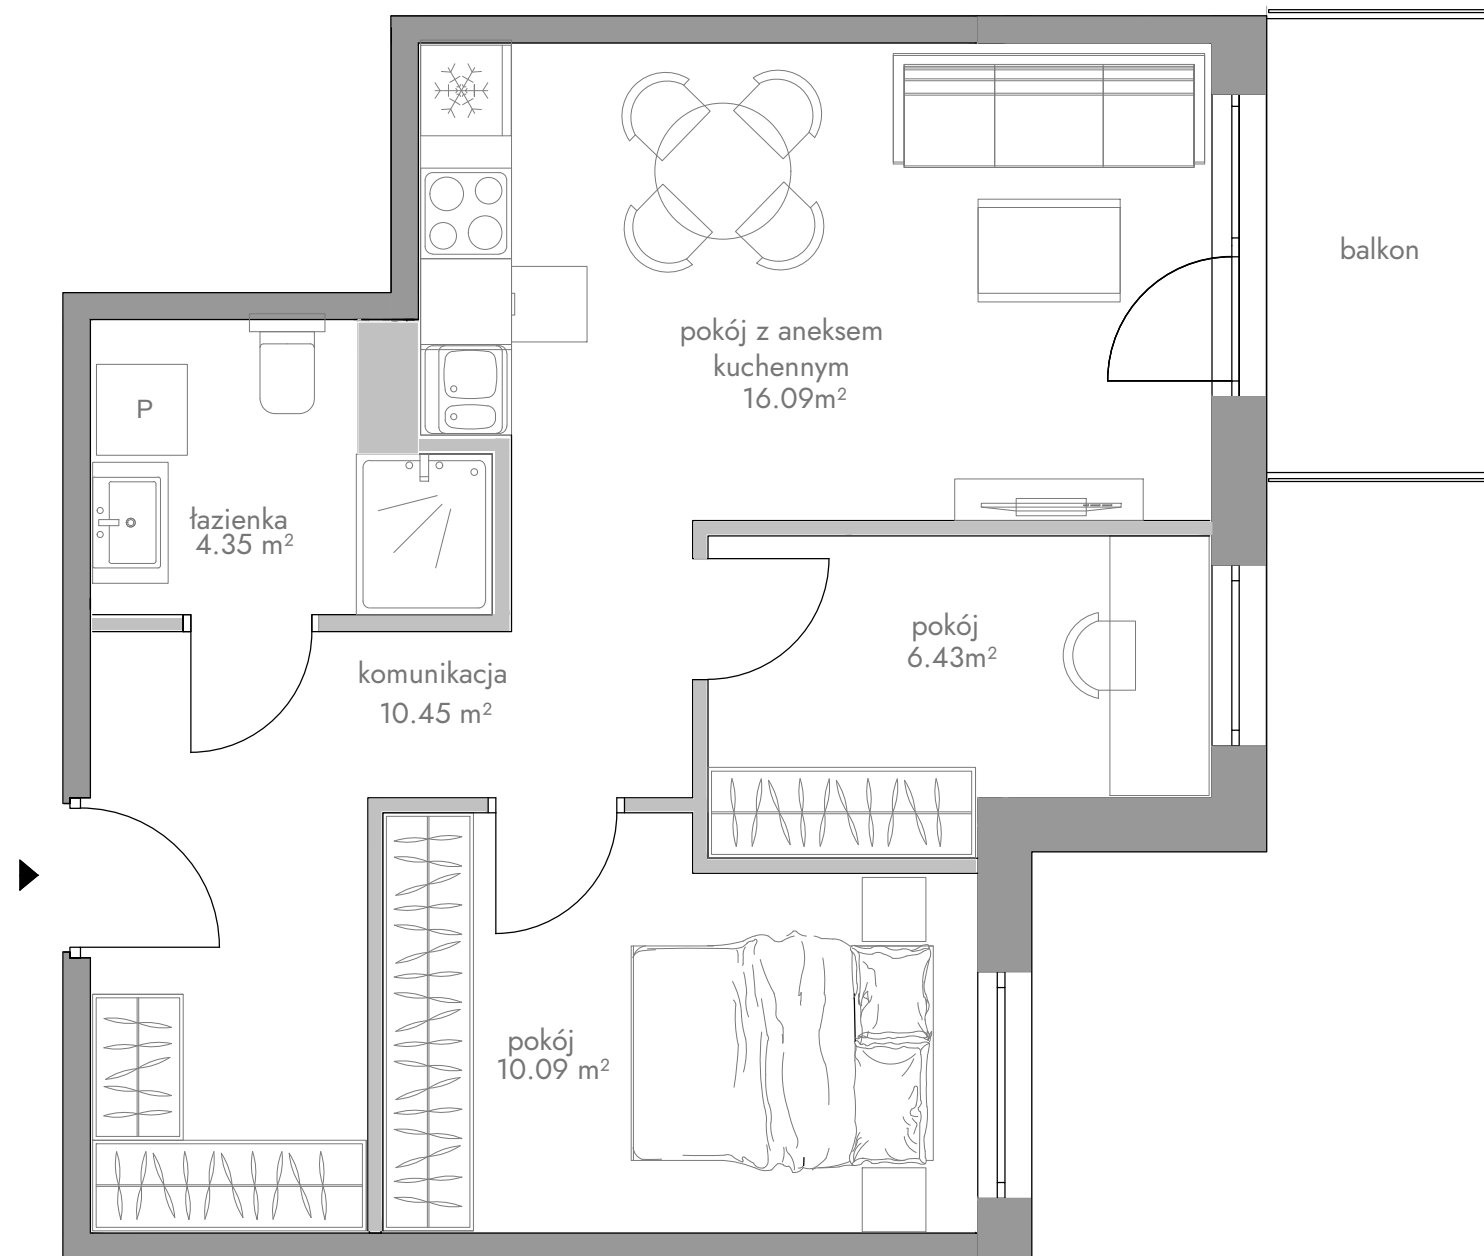 balkon
pokój z aneksem
kuchennym
16.09m²
P
łazienka
4.35 m²
pokój
6.43m²
komunikacja
10.45 m²
pokój
10.09 m²